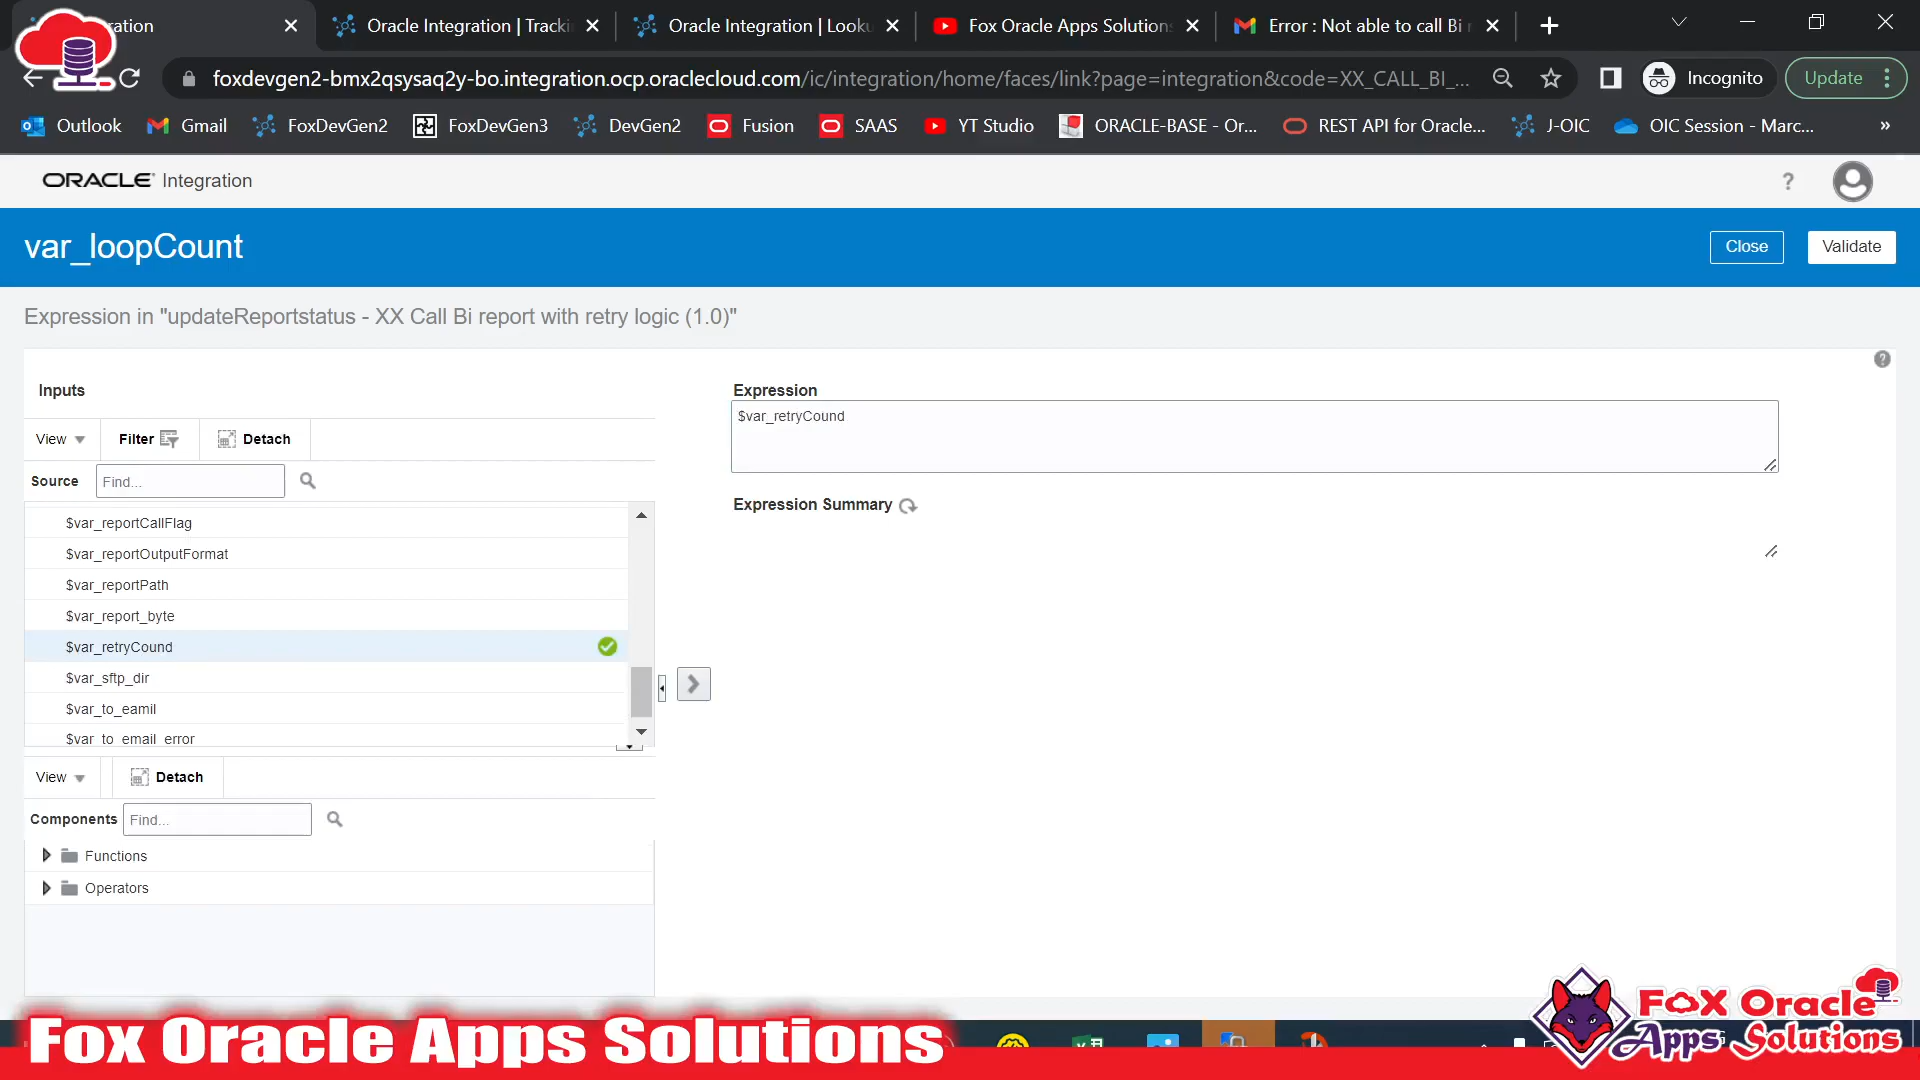 ration
Oracle Integration | Tracki
Oracle Integration | Looku
Fox Oracle Apps Solutions
Error : Not able to call Bi r
foxdevgen2-bmx2qsysaq2y-bo.integration.ocp.oraclecloud.com/ic/integration/home/faces/link?page=integration&code=XX_CALL_BI_...
Incognito
Update
Outlook
Gmail
FoxDevGen2
FoxDevGen3
DevGen2
Fusion
SAAS
YT Studio
ORACLE-BASE - Or...
REST API for Oracle...
J-OIC
OIC Session - Marc...
»
ORACLE Integration
?
var_loopCount
Close
Validate
Expression in "updateReportstatus - XX Call Bi report with retry logic (1.0)"
?
Inputs
View
Filter
Detach
Source
Find...
$var_reportCallFlag
$var_reportOutputFormat
$var_reportPath
$var_report_byte
$var_retryCound
$var_sftp_dir
$var_to_eamil
$var_to_email_error
Expression
$var_retryCound
Expression Summary
View
Detach
Components
Find...
Functions
Operators
Fox Oracle Apps Solutions
Fox Oracle
Apps Solutions